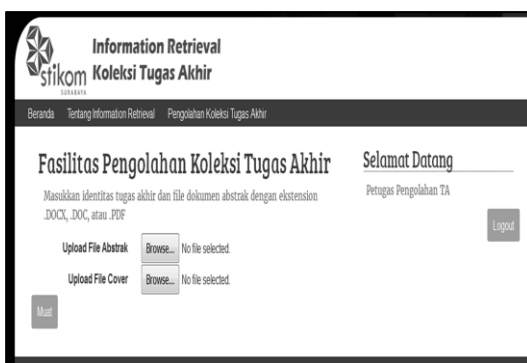 Information Retrieval
Koleksi Tugas Akhir
stikom
SURABAYA
Beranda Tentang Information Retrieval Pengolahan Koleksi Tugas Akhir
Fasilitas Pengolahan Koleksi Tugas Akhir
Masukkan identitas tugas akhir dan file dokumen abstrak dengan ekstension
.DOCX, .DOC, atau .PDF
Upload File Abstrak Browse... No file selected.
Upload File Cover Browse... No file selected.
Muat
Selamat Datang
Petugas Pengolahan TA
Logout